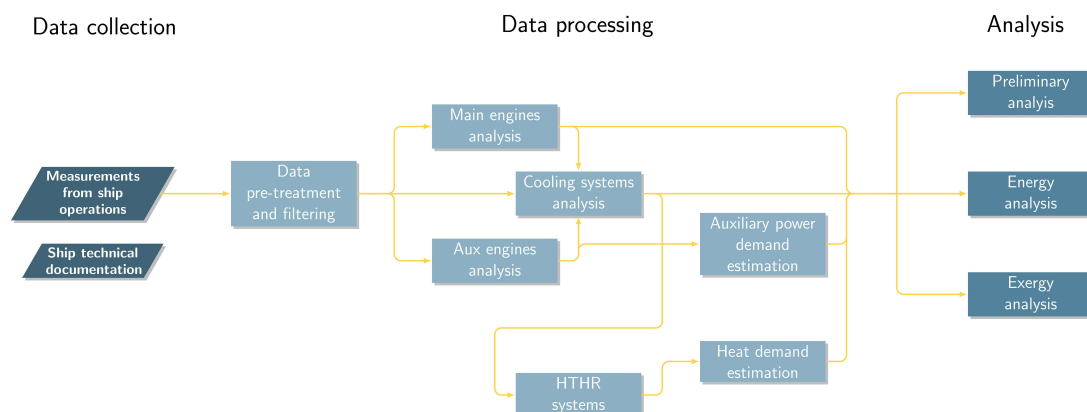 Data collection
Data processing
Analysis
Measurements
from ship
operations
Ship technical
documentation
Data
pre-treatment
and filtering
Main engines
analysis
Cooling systems
analysis
Aux engines
analysis
Auxiliary power
demand
estimation
HTHR
systems
Heat demand
estimation
Preliminary
analyis
Energy
analysis
Exergy
analysis